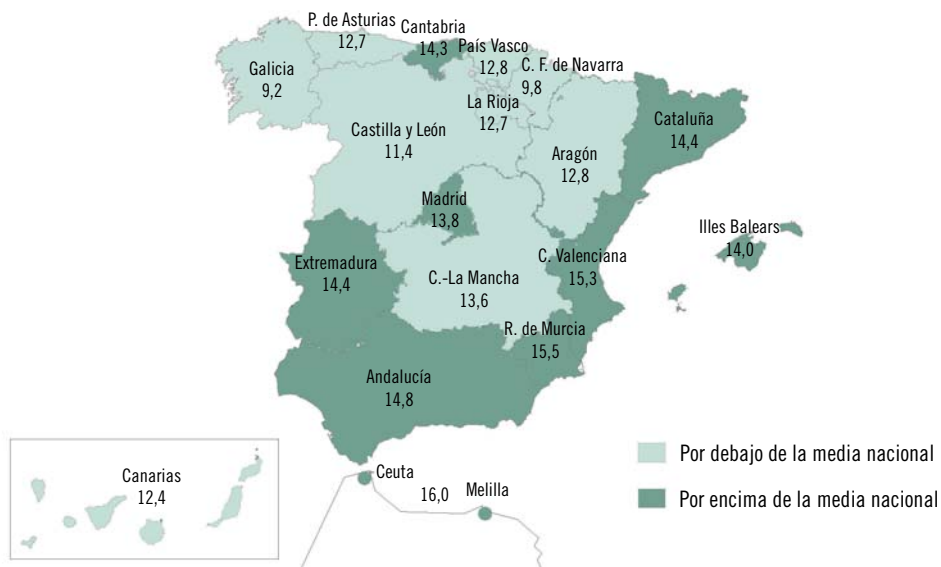 P. de Asturias
12,7
Cantabria
14,3
País Vasco
12,8
C. F. de Navarra
9,8
Galicia
9,2
La Rioja
12,7
Castilla y León
11,4
Cataluña
14,4
Aragón
12,8
Madrid
13,8
Illes Balears
14,0
Extremadura
14,4
C.-La Mancha
13,6
C. Valenciana
15,3
R. de Murcia
15,5
Andalucía
14,8
Canarias
12,4
Ceuta
16,0
Melilla
Por debajo de la media nacional
Por encima de la media nacional